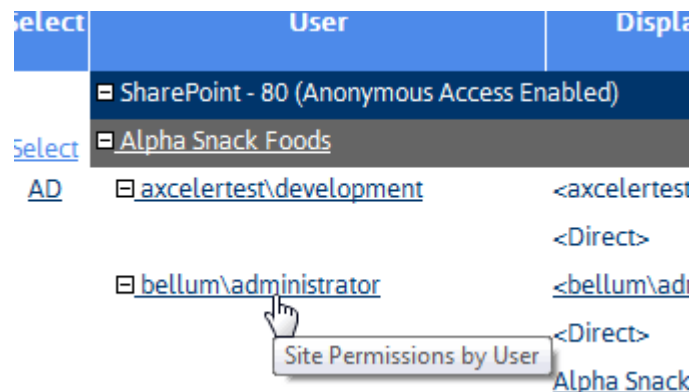 Select User Displa
SharePoint - 80 (Anonymous Access Enabled)
Select Alpha Snack Foods
AD axcelertest\development <axcelertest
<Direct>
bellum\administrator <bellum\adr
<Direct>
Site Permissions by User
Alpha Snack